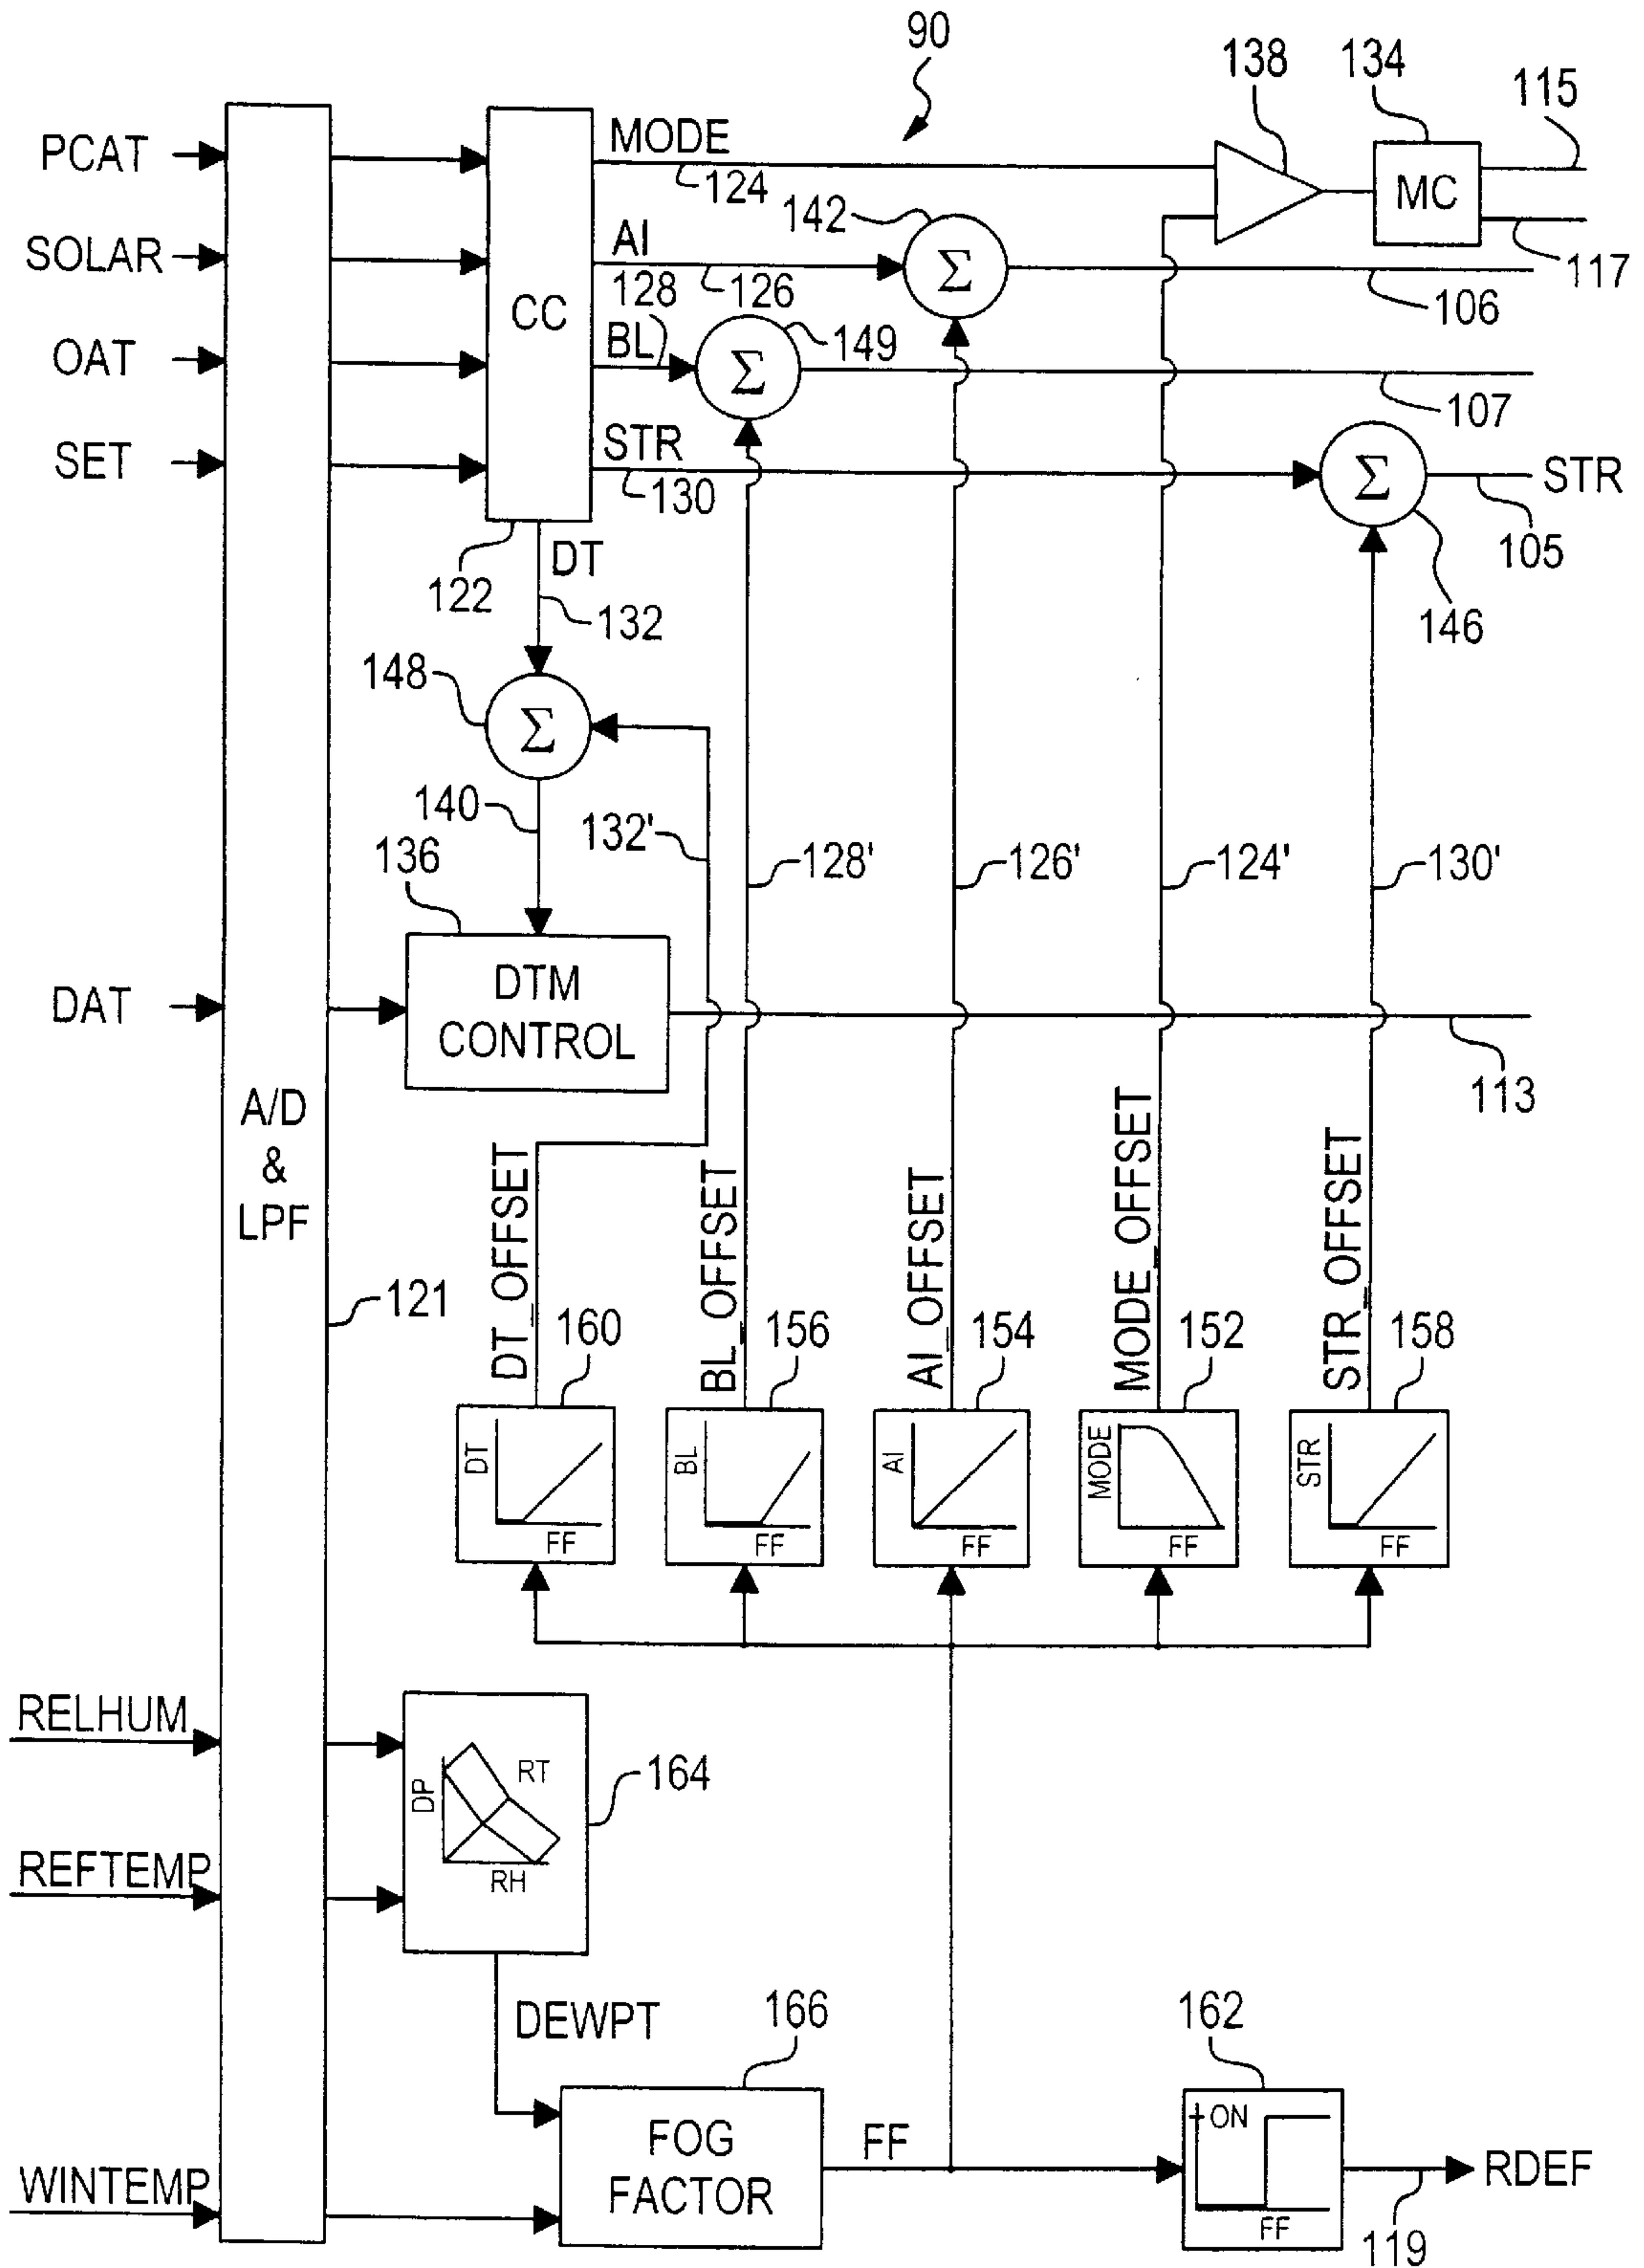 90
138
134
115
PCAT
MODE
124
MC
142
SOLAR
AI
126
Σ
117
128
106
CC
OAT
BL
Σ
149
107
SET
STR
130
Σ
STR
105
122
DT
132
146
148
Σ
140
132'
128'
126'
124'
130'
136
DTM
CONTROL
DAT
113
A/D
&
LPF
121
DT_OFFSET
BL_OFFSET
AI_OFFSET
MODE_OFFSET
STR_OFFSET
160
156
154
152
158
DT
FF
BL
FF
AI
FF
MODE
FF
STR
FF
RELHUM
164
DP
RT
RH
REFTEMP
DEWPT
166
162
FOG
FACTOR
FF
ON
FF
RDEF
119
WINTEMP